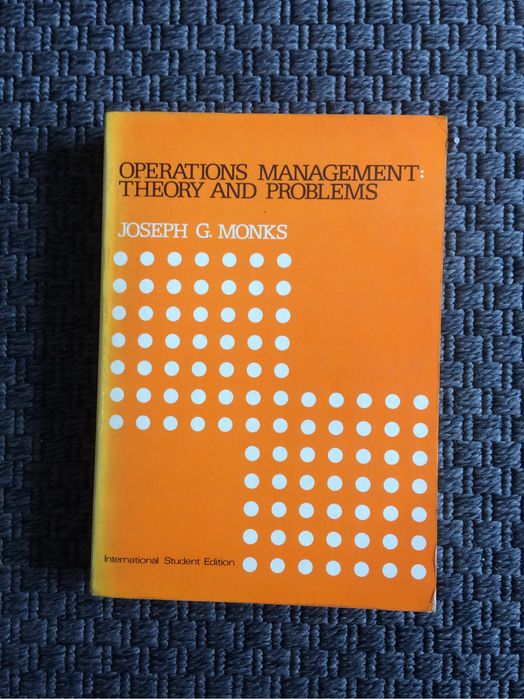 OPERATIONS MANAGEMENT:
THEORY AND PROBLEMS
JOSEPH G. MONKS
International Student Edition